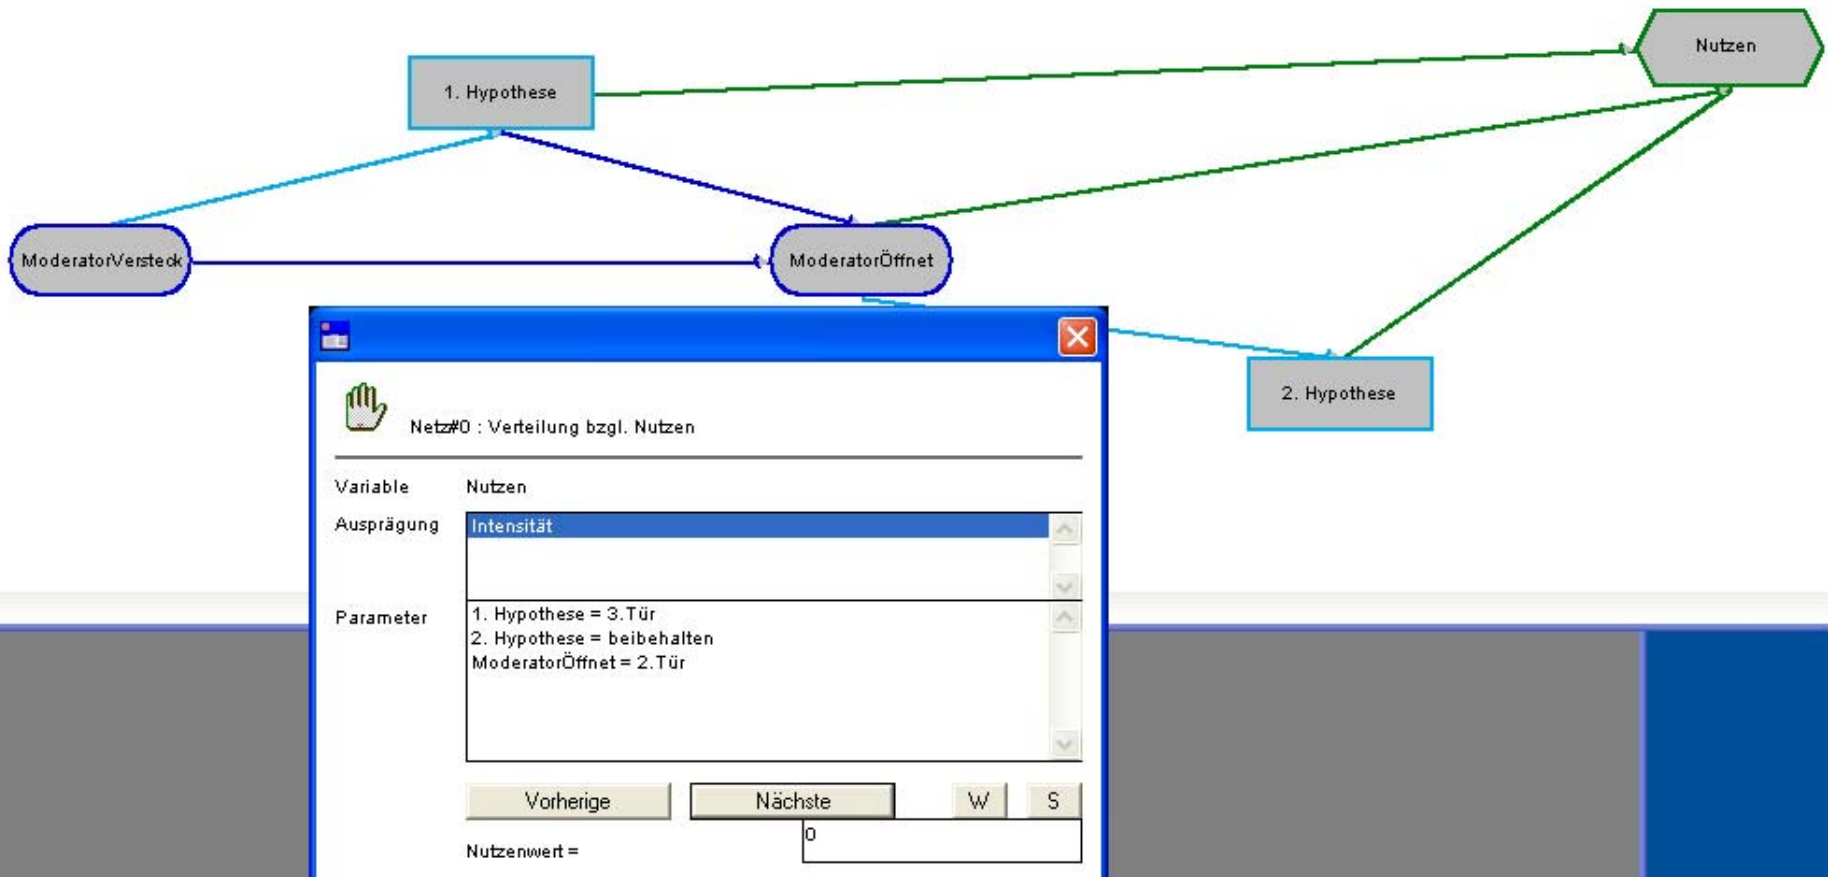 Nutzen
1. Hypothese
ModeratorVersteck
ModeratorÖffnet
2. Hypothese
Netz#0 : Verteilung bzgl. Nutzen
Variable Nutzen
Ausprägung Intensität
Parameter 1. Hypothese = 3.Tür
2. Hypothese = beibehalten
ModeratorÖffnet = 2.Tür
Vorherige Nächste W S
Nutzenwert = 0